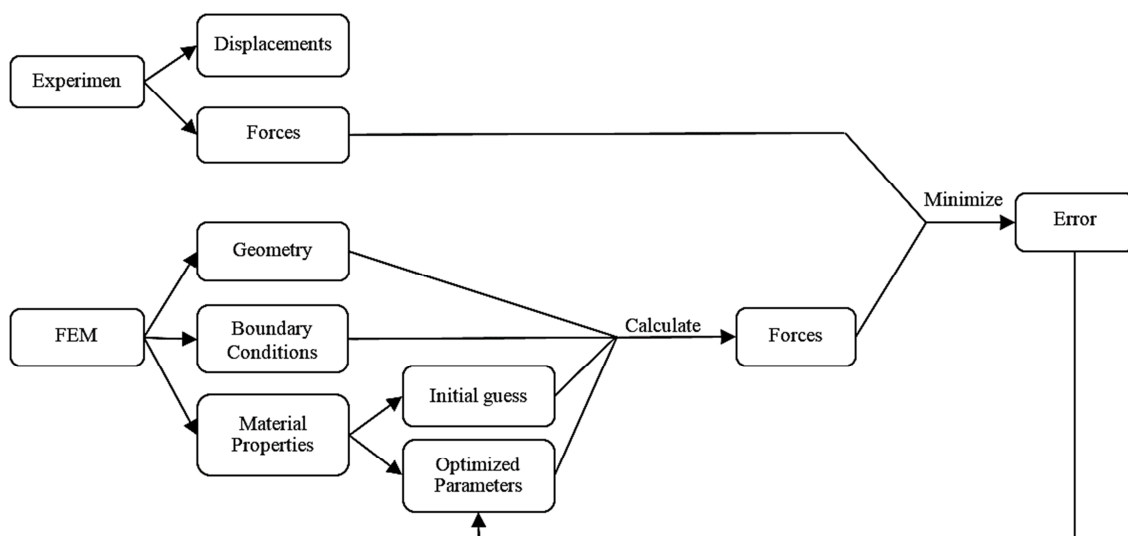 Displacements
Experimen
Forces
Minimize
Error
Geometry
FEM
Boundary
Conditions
Calculate
Forces
Material
Properties
Initial guess
Optimized
Parameters